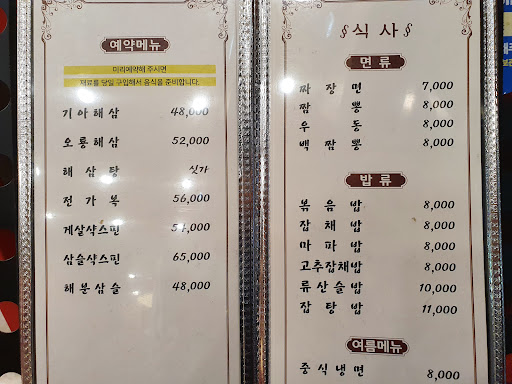 예약메뉴
미리예약해 주시면
재료를 당일 구입해서 음식을 준비합니다.
기아해삼 48,000
오룡해삼 52,000
해삼탕 싯가
전가복 56,000
게살샥스핀
삼슬샥스핀 65,000
해분삼슬 48,000
식사
면류
짜장면 7,000
짬뽕 8,000
우동 8,000
백짬뽕 8,000
밥류
볶음밥 8,000
잡채밥 8,000
마파밥 8,000
고추잡채밥 8,000
류산슬밥 10,000
잡탕밥 11,000
여름메뉴
중식냉면 8,000